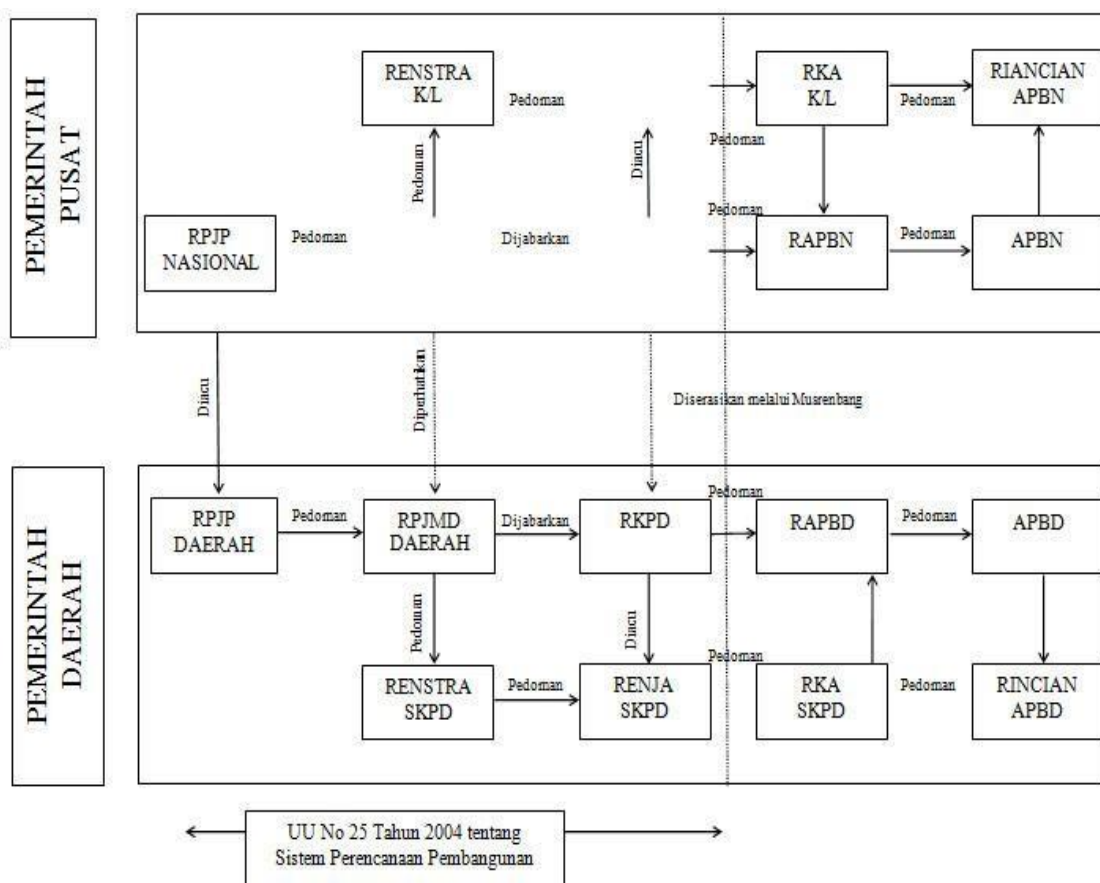 PEMERINTAH
PUSAT
RENSTRA
K/L
Pedoman
RKA
K/L
Pedoman
RIANCIAN
APBN
Pedoman
Diacu
Pedoman
RPJP
NASIONAL
Pedoman
Dijabarkan
Pedoman
RAPBN
Pedoman
APBN
Diacu
Diperhatikan
Diserasikan melalui Musrenbang
PEMERINTAH
DAERAH
RPJP
DAERAH
Pedoman
RPJMD
DAERAH
Dijabarkan
RKPD
Pedoman
RAPBD
Pedoman
APBD
Pedoman
Diacu
RENSTRA
SKPD
Pedoman
RENJA
SKPD
Pedoman
RKA
SKPD
Pedoman
RINCIAN
APBD
UU No 25 Tahun 2004 tentang
Sistem Perencanaan Pembangunan